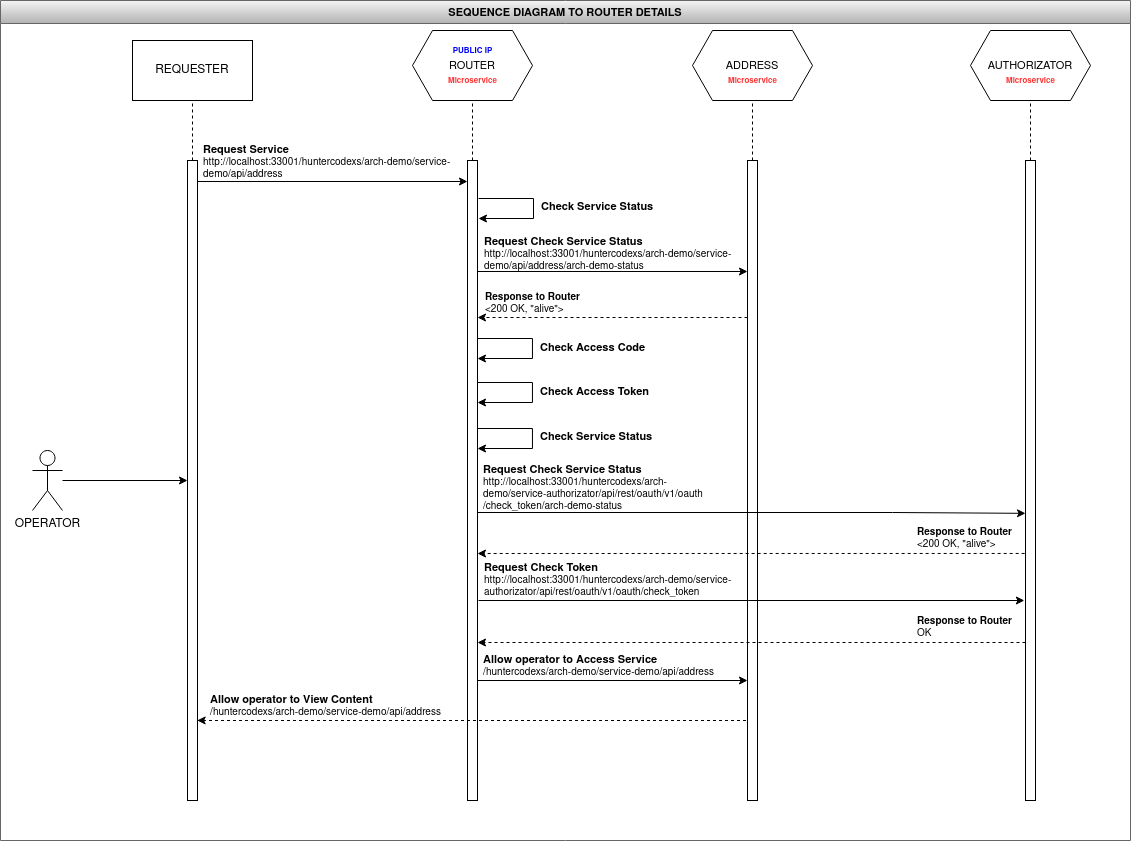 SEQUENCE DIAGRAM TO ROUTER DETAILS
REQUESTER
PUBLIC IP
ROUTER
Microservice
ADDRESS
Microservice
AUTHORIZATOR
Microservice
Request Service
http://localhost:33001/huntercodexs/arch-demo/service-
demo/api/address
Check Service Status
Request Check Service Status
http://localhost:33001/huntercodexs/arch-demo/service-
demo/api/address/arch-demo-status
Response to Router
<200 OK, "alive">
Check Access Code
Check Access Token
Check Service Status
OPERATOR
Request Check Service Status
http://localhost:33001/huntercodexs/arch-
demo/service-authorizator/api/rest/oauth/v1/oauth
/check_token/arch-demo-status
Response to Router
<200 OK, "alive">
Request Check Token
http://localhost:33001/huntercodexs/arch-demo/service-
authorizator/api/rest/oauth/v1/oauth/check_token
Response to Router
OK
Allow operator to Access Service
/huntercodexs/arch-demo/service-demo/api/address
Allow operator to View Content
/huntercodexs/arch-demo/service-demo/api/address